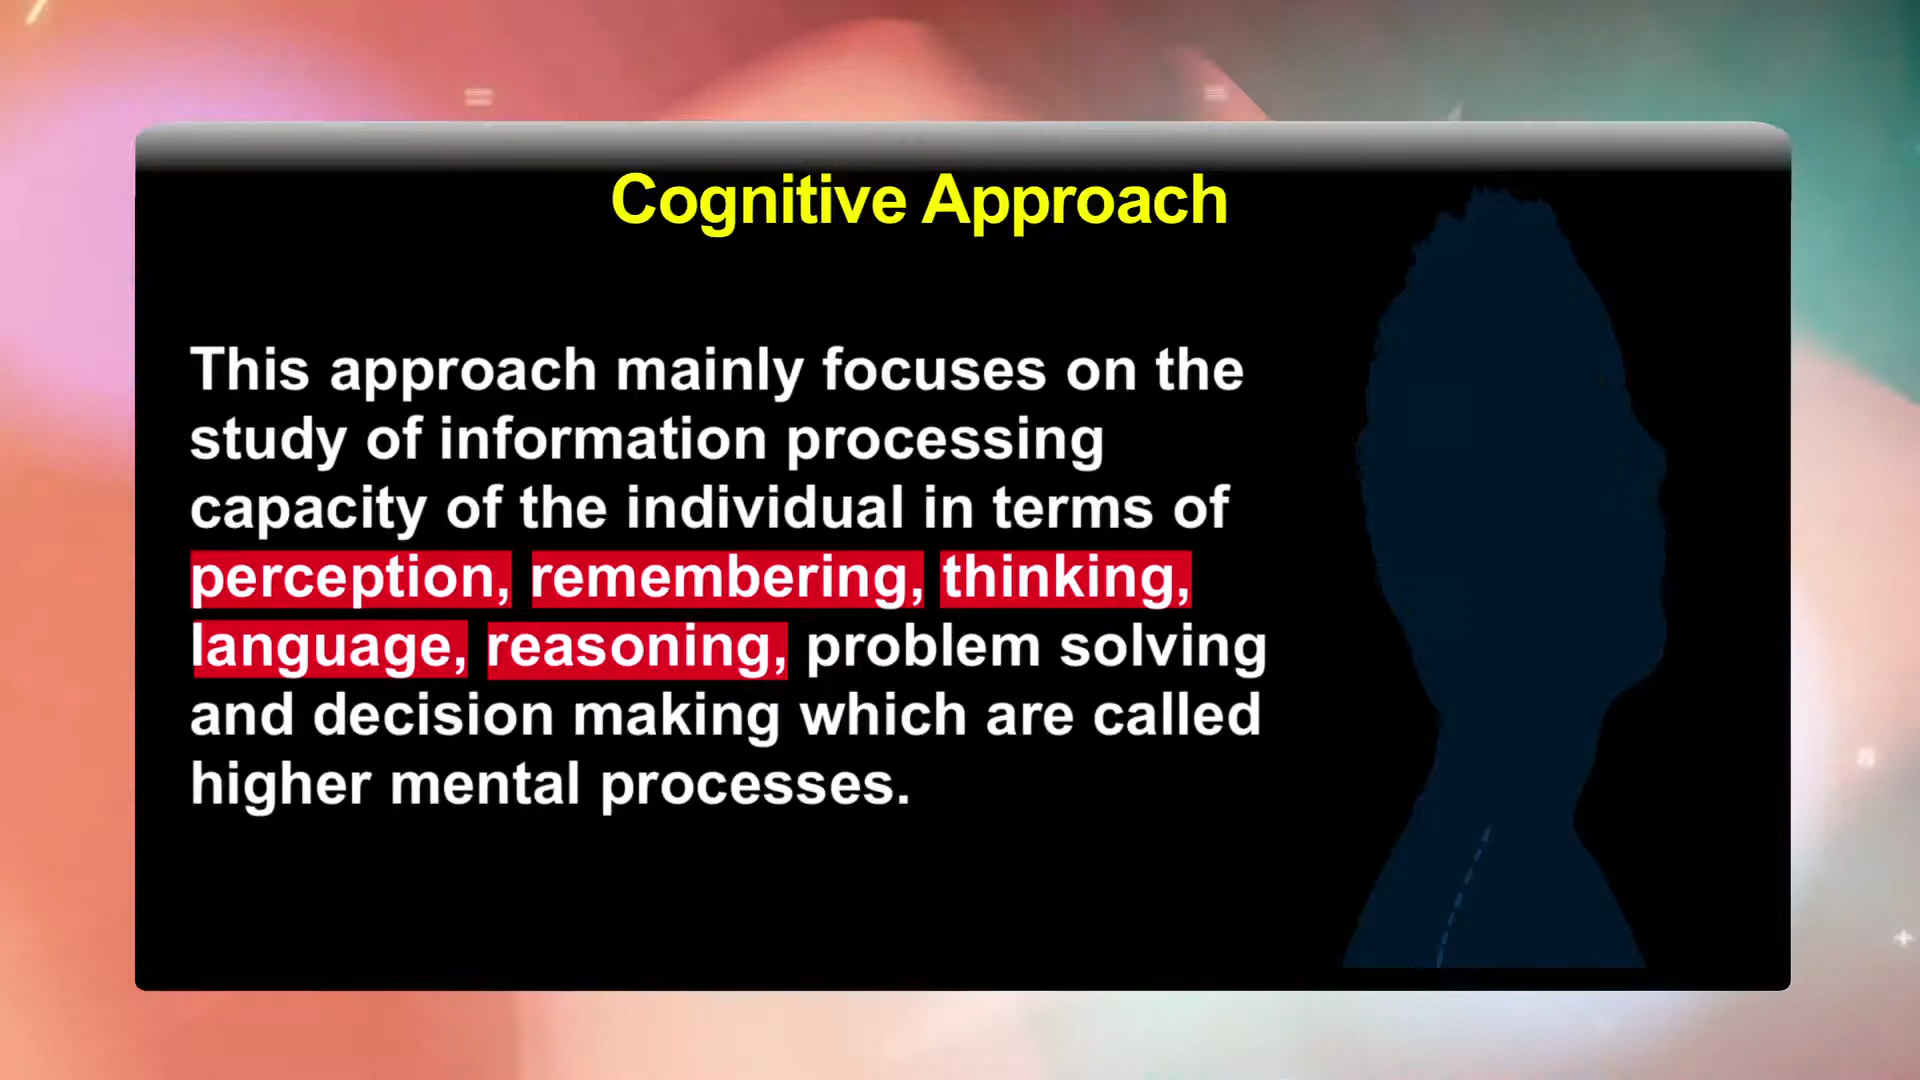 Cognitive Approach
This approach mainly focuses on the
study of information processing
capacity of the individual in terms of
perception, remembering, thinking,
language, reasoning, problem solving
and decision making which are called
higher mental processes.